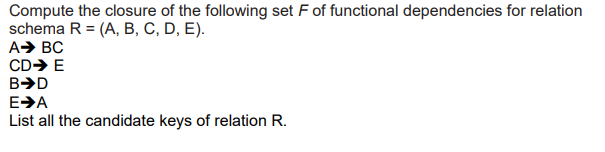 Compute the closure of the following set F of functional dependencies for relation
schema R = (A, B, C, D, E).
A➔ BC
CD➔ E
B➔D
E➔A
List all the candidate keys of relation R.